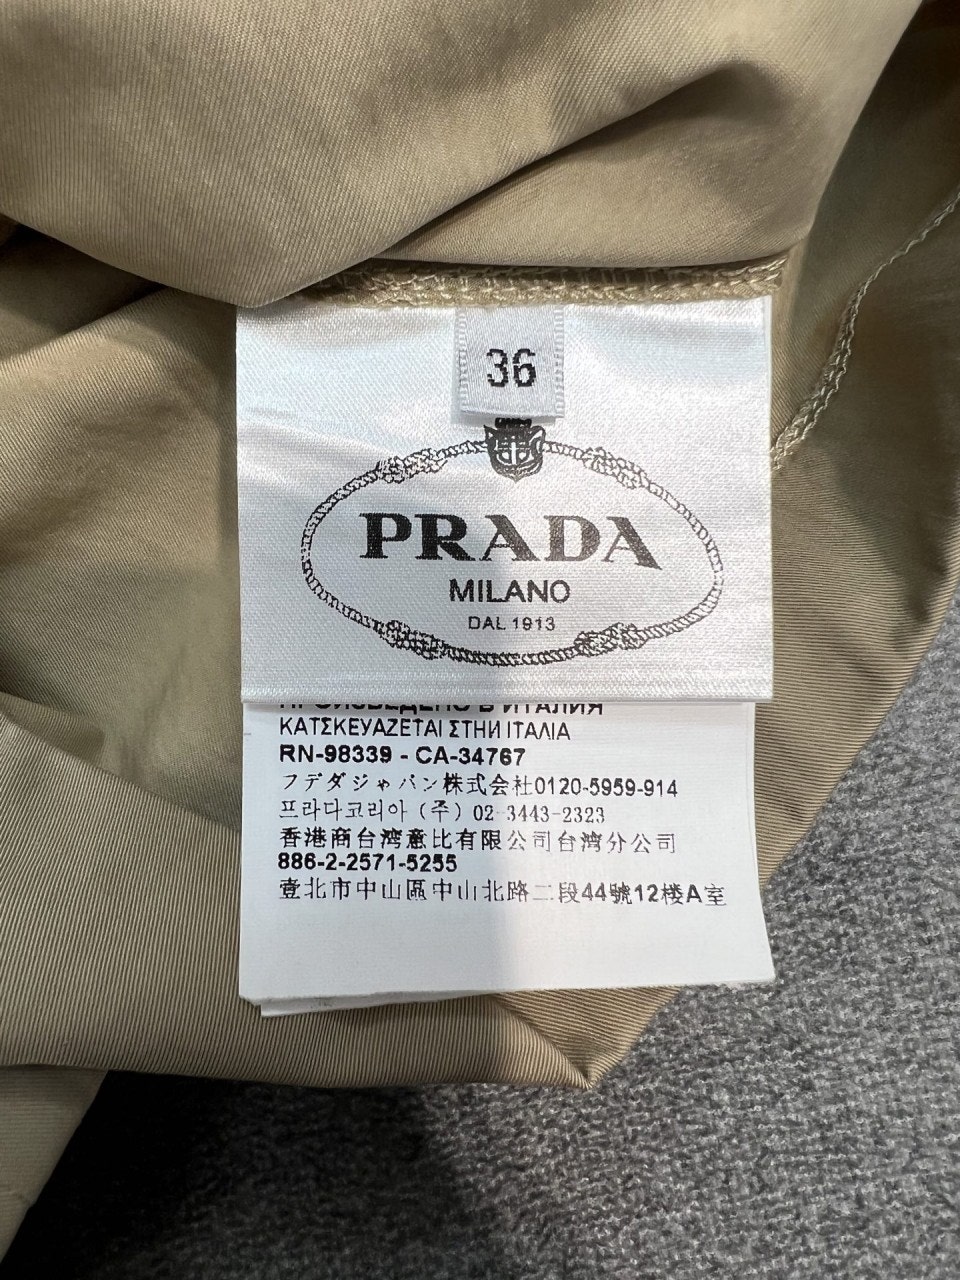 36
PRADA
MILANO
DAL 1913
ПРОИЗВЕДЕНО В ИТАЛИЯ
ΚΑΤΣΚΕΥΑΖΕΤΑΙ ΣΤΗΝ ΙΤΑΛΙΑ
RN-98339 - CA-34767
フデダジャパン株式会社0120-5959-914
프라다코리아 (주) 02-3443-2323
香港商台湾意比有限公司台湾分公司
886-2-2571-5255
壹北市中山區中山北路二段44號12楼A室